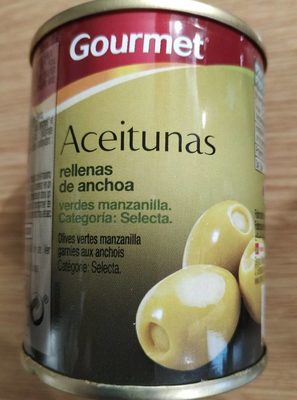 Gourmet®
Aceitunas
rellenas
de anchoa
verdes manzanilla.
Categoría: Selecta.
Olives vertes manzanilla
garnies aux anchois
Catégorie: Selecta.